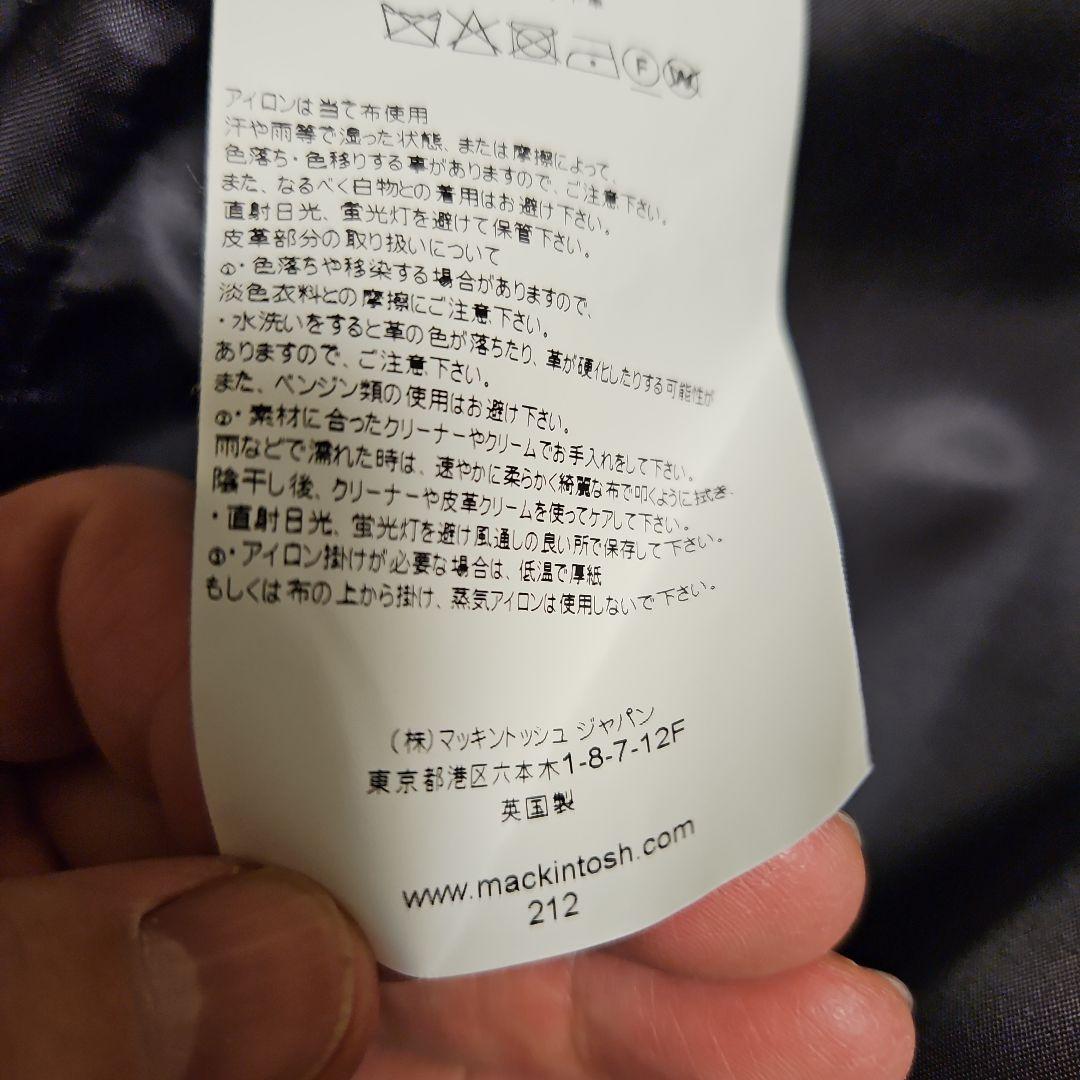 F
W
アイロンは当て布使用
汗や雨等で湿った状態、または摩擦によって、
色落ち・色移りする事がありますので、ご注意下さい。
また、なるべく白物との着用はお避け下さい。
直射日光、蛍光灯を避けて保管下さい。
皮革部分の取り扱いについて
①・色落ちや移染する場合がありますので、
淡色衣料との摩擦にご注意下さい。
・水洗いをすると革の色が落ちたり、革が硬化したりする可能性が
ありますので、ご注意下さい。
また、ベンジン類の使用はお避け下さい。
②・素材に合ったクリーナーやクリームでお手入れをして下さい。
雨などで濡れた時は、速やかに柔らかく綺麗な布で叩くように拭き、
陰干し後、クリーナーや皮革クリームを使ってケアして下さい。
・直射日光、蛍光灯を避け風通しの良い所で保存して下さい。
③・アイロン掛けが必要な場合は、低温で厚紙
もしくは布の上から掛け、蒸気アイロンは使用しないで下さい。
(株)マッキントッシュ ジャパン
東京都港区六本木1-8-7-12F
英国製
www.mackintosh.com
212